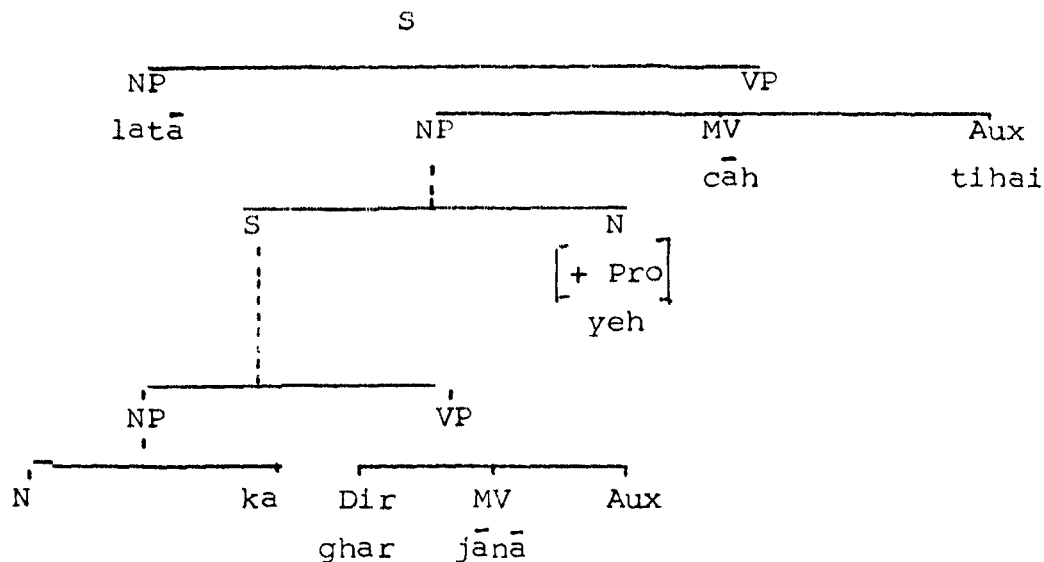 S
NP VP
latā NP MV Aux
cāh tihai
S N
[+ Pro]
yeh
NP VP
N ka Dir MV Aux
ghar jānā